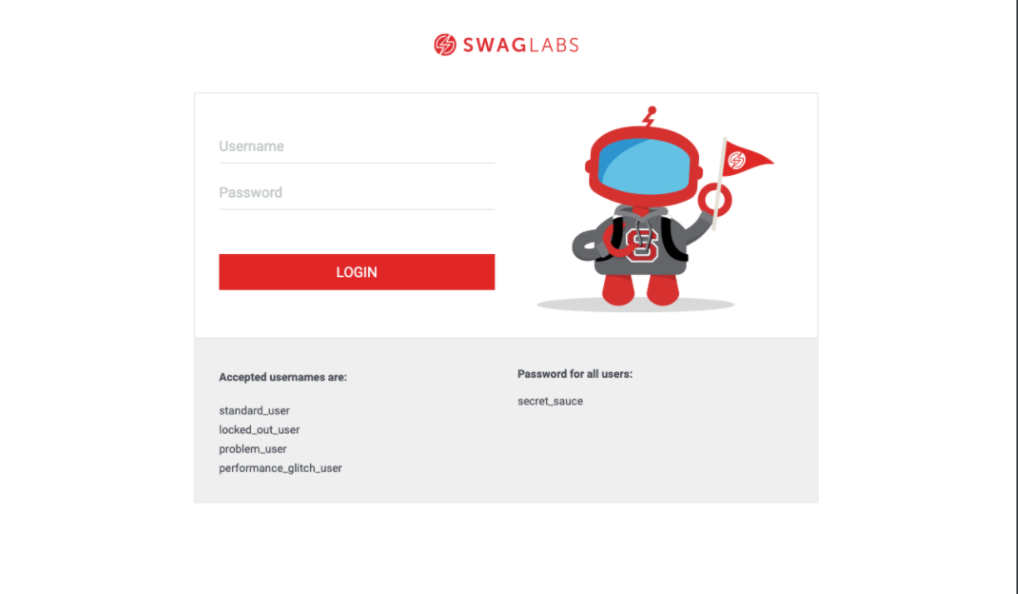 SWAGLABS
Username
Password
LOGIN
S
Accepted usernames are:
standard_user
locked_out_user
problem_user
performance_glitch_user
Password for all users:
secret_sauce